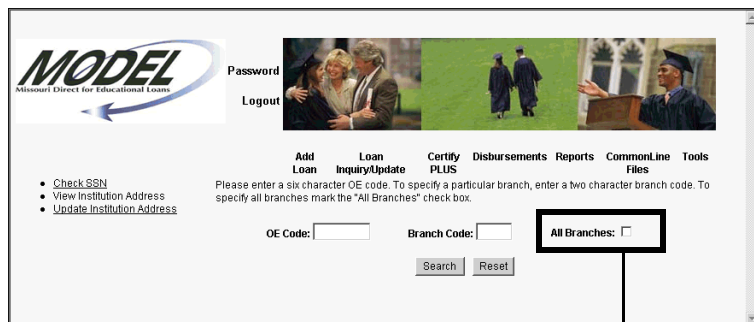 MODEL
Missouri Direct for Educational Loans
Password
Logout
Add Loan
Loan Inquiry/Update
Certify PLUS
Disbursements
Reports
CommonLine Files
Tools
Check SSN
View Institution Address
Update Institution Address
Please enter a six character OE code. To specify a particular branch, enter a two character branch code. To
specify all branches mark the "All Branches" check box.
OE Code:
Branch Code:
All Branches:
Search
Reset